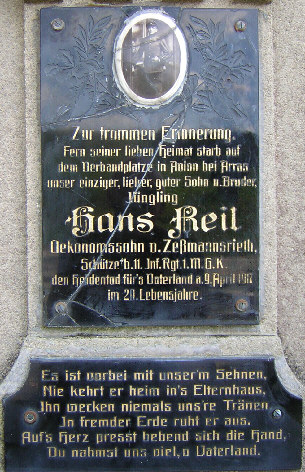 Zur frommen Erinnerung.
Fern seiner lieben Heimat starb auf
dem Verbandplatze in Anion bei Arras
unser einziger, lieber, guter Sohn u. Bruder,
Jüngling
Hans Reil
Oekonomssohn v. Zeßmannsrieth,
Schütze b. 11. Inf. Rgt. 1. M. G. K.
den Heldentod für's Vaterland a. 9. April 1917
im 20. Lebensjahre.
Es ist vorbei mit unser'm Sehnen,
Nie kehrt er heim in's Elternhaus,
Ihn wecken niemals uns're Tränen
In fremder Erde ruht er aus.
Auf's Herz presst bebend sich die Hand,
Du nahmst uns viel, o Vaterland.